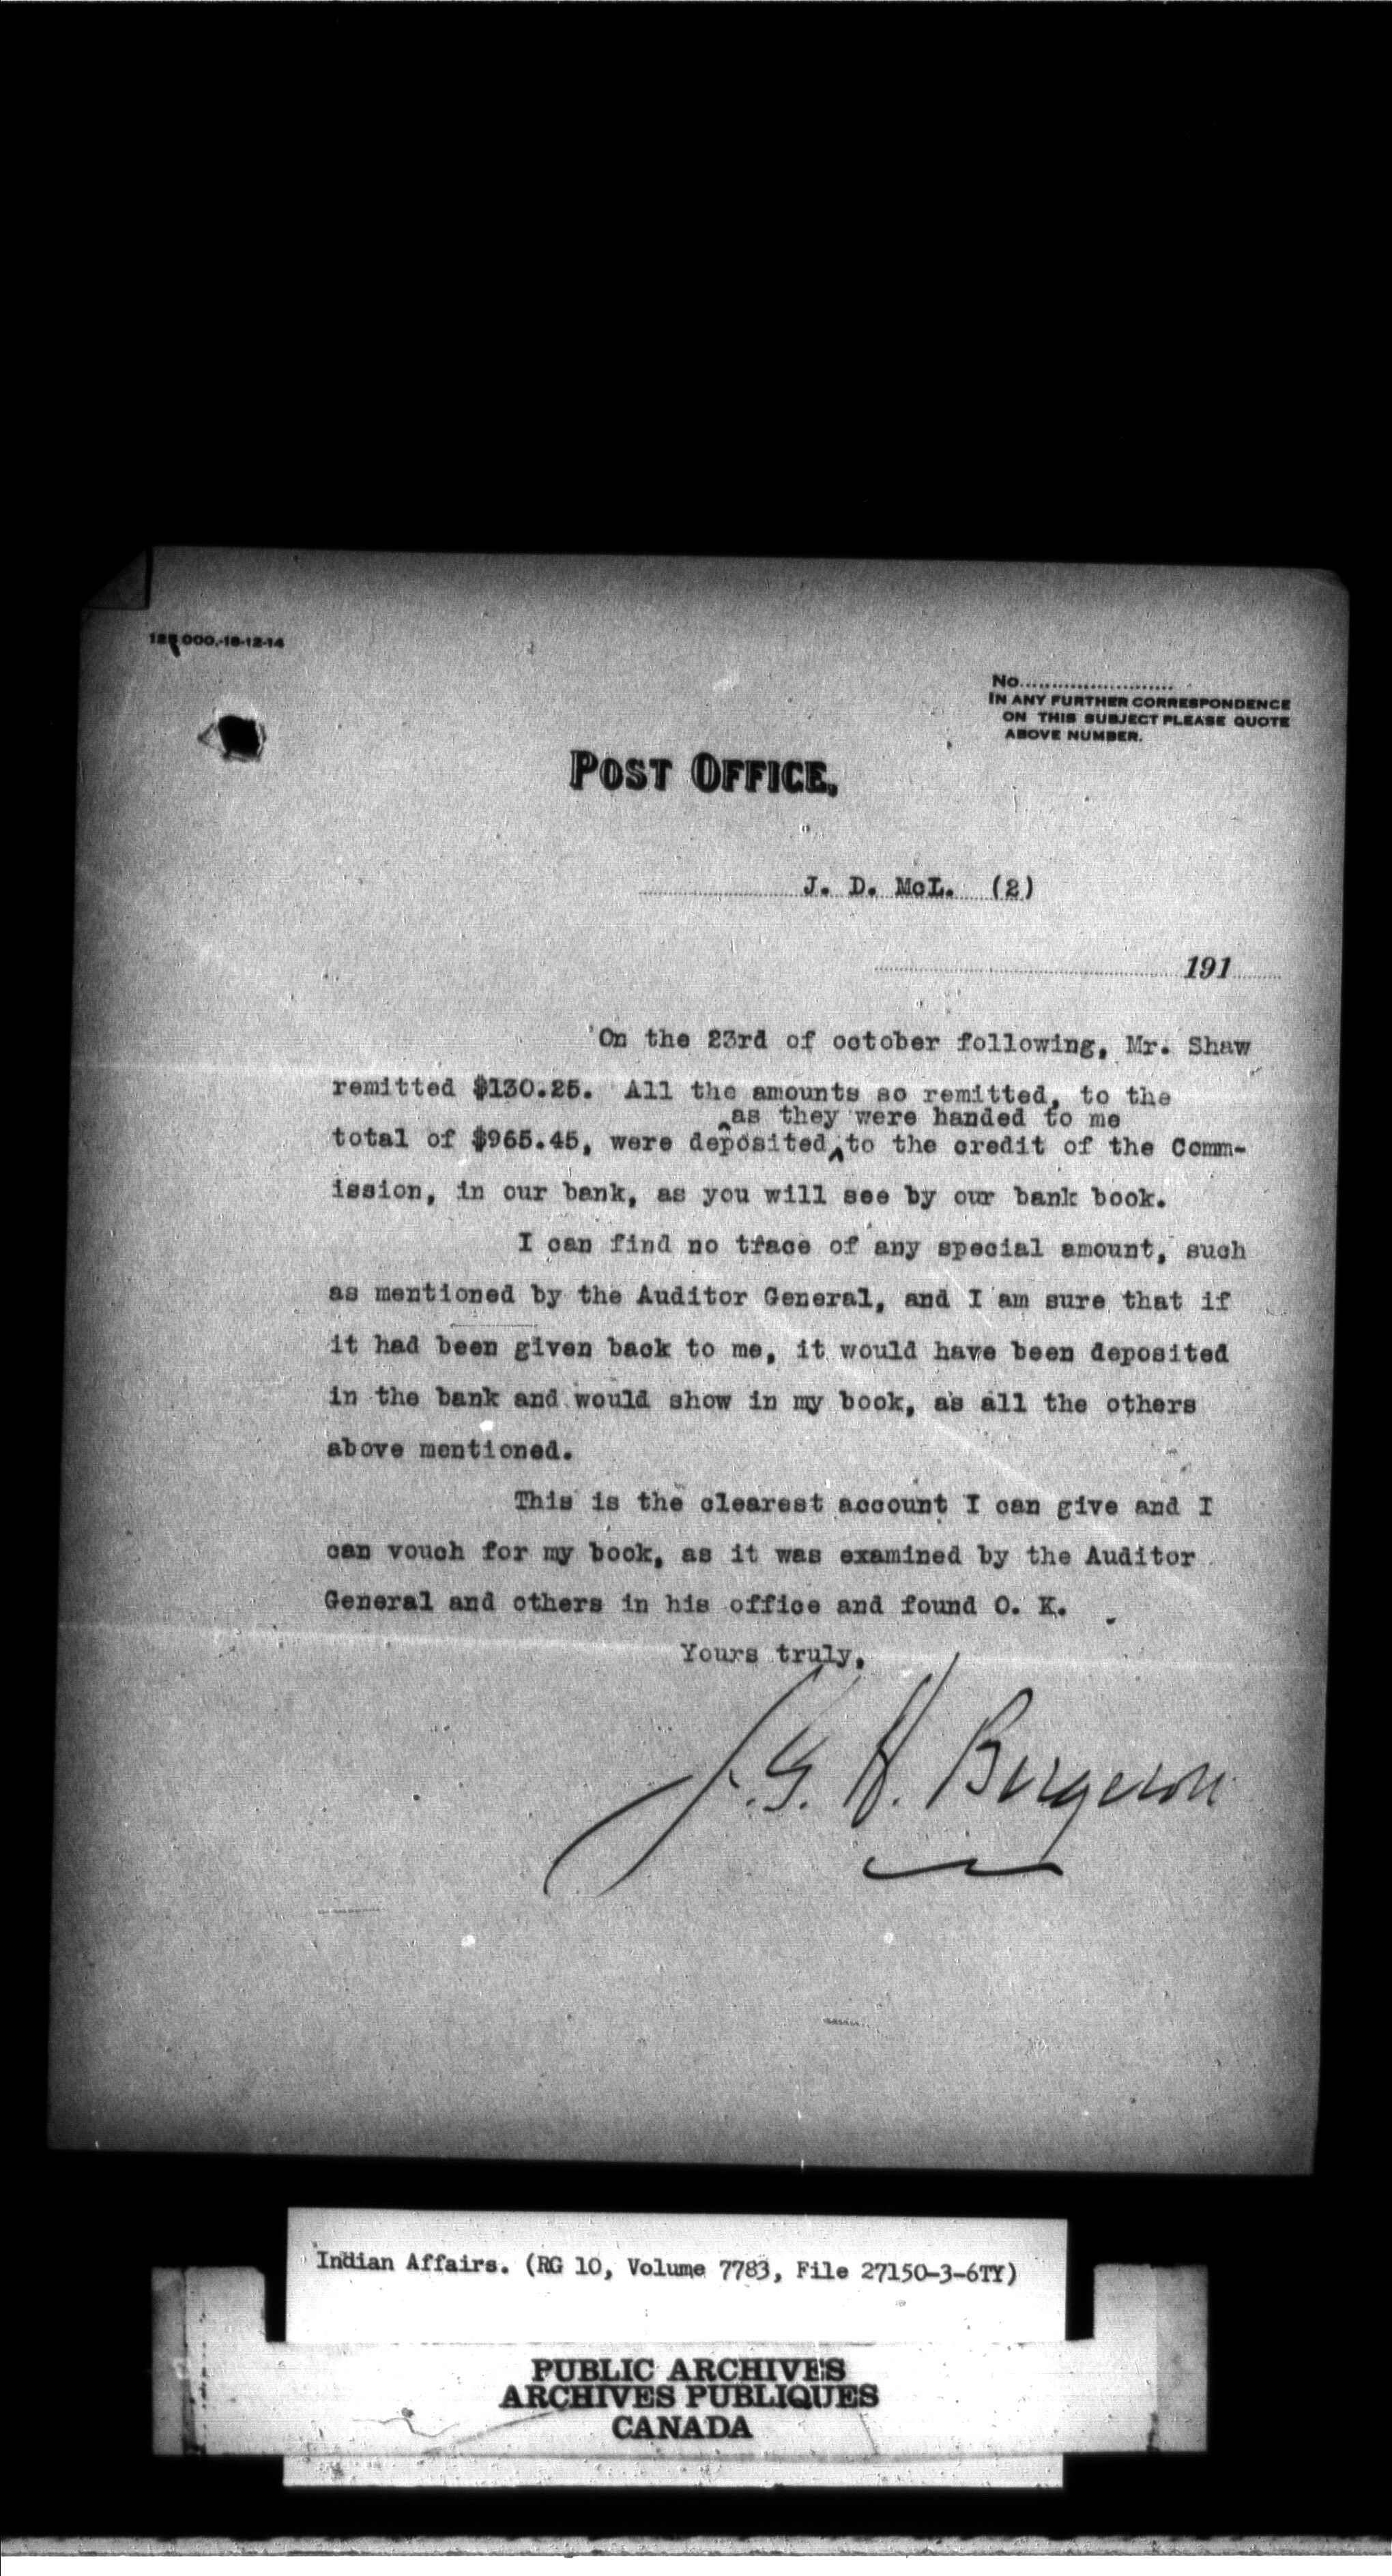 125 000.-18-12-14
No.........................
IN ANY FURTHER CORRESPONDENCE
ON THIS SUBJECT PLEASE QUOTE
ABOVE NUMBER.
POST OFFICE,
J. D. McL. (2)
191
On the 23rd of october following, Mr. Shaw
remitted $130.25. All the amounts so remitted, to the
as they were handed to me
total of $965.45, were deposited to the credit of the Comm-
ission, in our bank, as you will see by our bank book.
I can find no trace of any special amount, such
as mentioned by the Auditor General, and I am sure that if
it had been given back to me, it would have been deposited
in the bank and would show in my book, as all the others
above mentioned.
This is the clearest account I can give and I
can vouch for my book, as it was examined by the Auditor
General and others in his office and found O. K.
Yours truly,
J. G. H. Bergeron
Indian Affairs. (RG 10, Volume 7783, File 27150-3-6TY)
PUBLIC ARCHIVES
ARCHIVES PUBLIQUES
CANADA